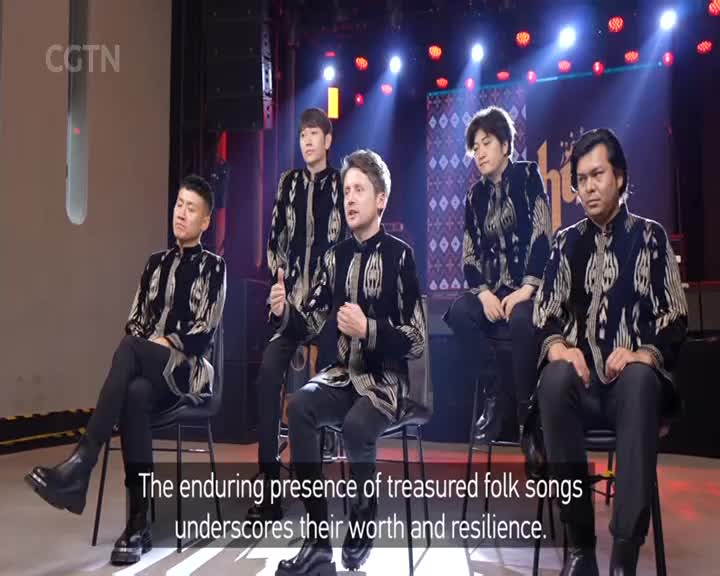 CGTN
The enduring presence of treasured folk songs
underscores their worth and resilience.